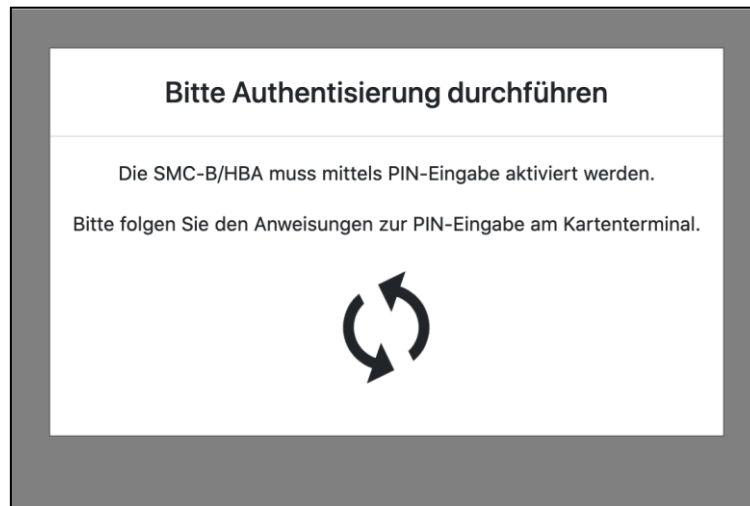 Bitte Authentisierung durchführen
Die SMC-B/HBA muss mittels PIN-Eingabe aktiviert werden.
Bitte folgen Sie den Anweisungen zur PIN-Eingabe am Kartenterminal.